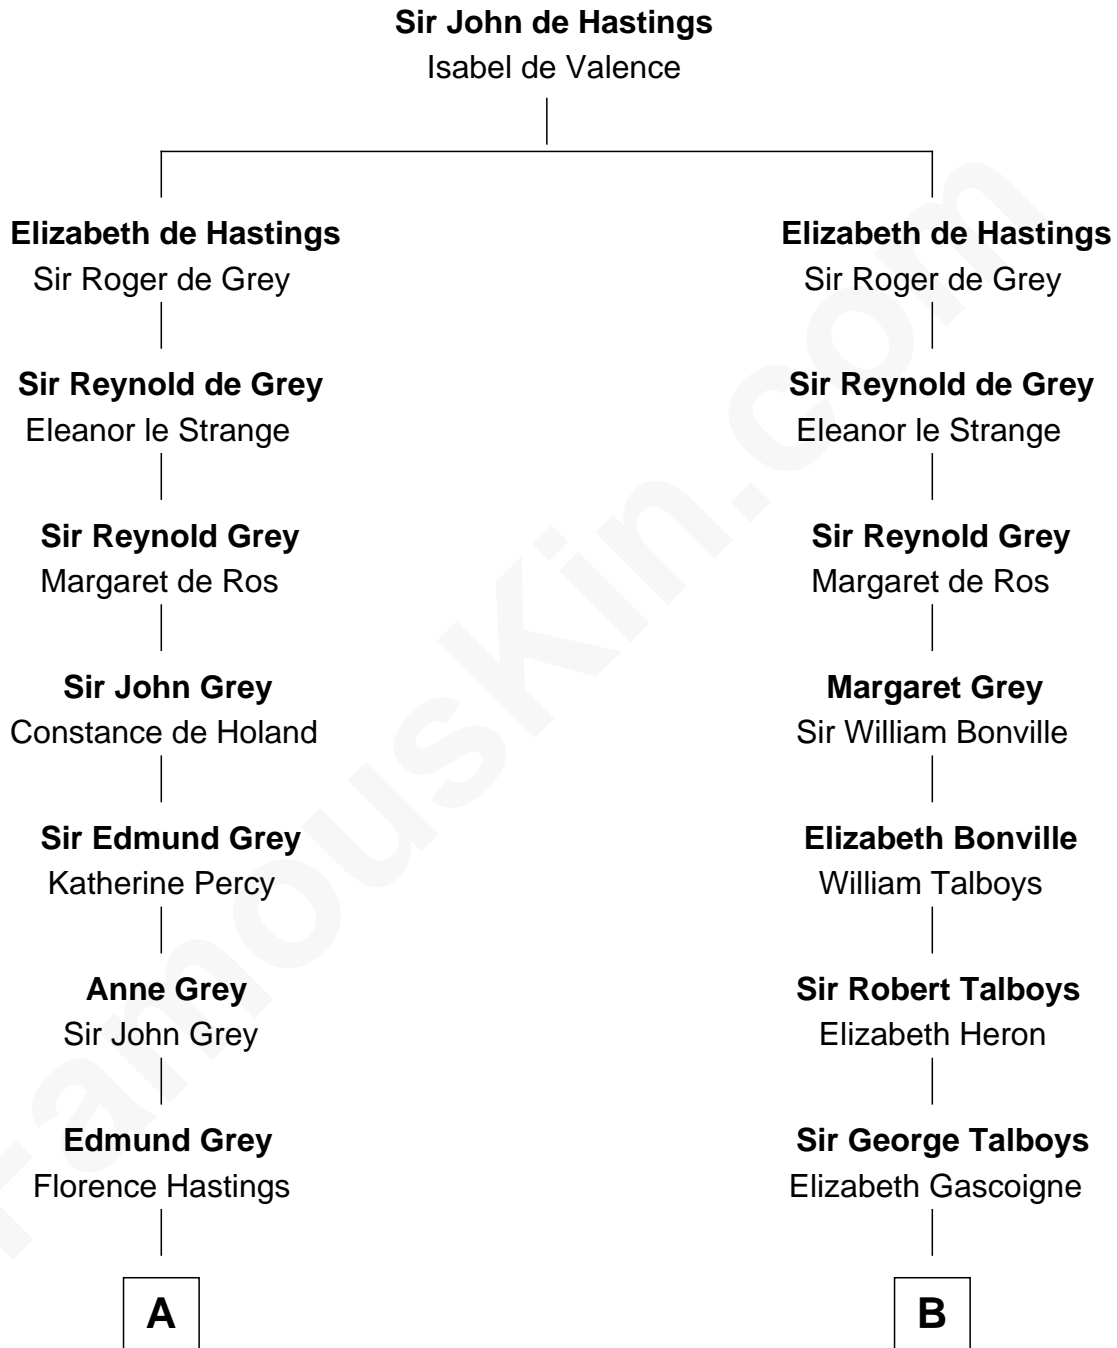 Sir John de Hastings
Isabel de Valence
Elizabeth de Hastings
Sir Roger de Grey
Elizabeth de Hastings
Sir Roger de Grey
Sir Reynold de Grey
Eleanor le Strange
Sir Reynold de Grey
Eleanor le Strange
Sir Reynold Grey
Margaret de Ros
Sir Reynold Grey
Margaret de Ros
Sir John Grey
Constance de Holand
Margaret Grey
Sir William Bonville
Sir Edmund Grey
Katherine Percy
Elizabeth Bonville
William Talboys
Anne Grey
Sir John Grey
Sir Robert Talboys
Elizabeth Heron
Edmund Grey
Florence Hastings
Sir George Talboys
Elizabeth Gascoigne
A
B
FamousKin.com